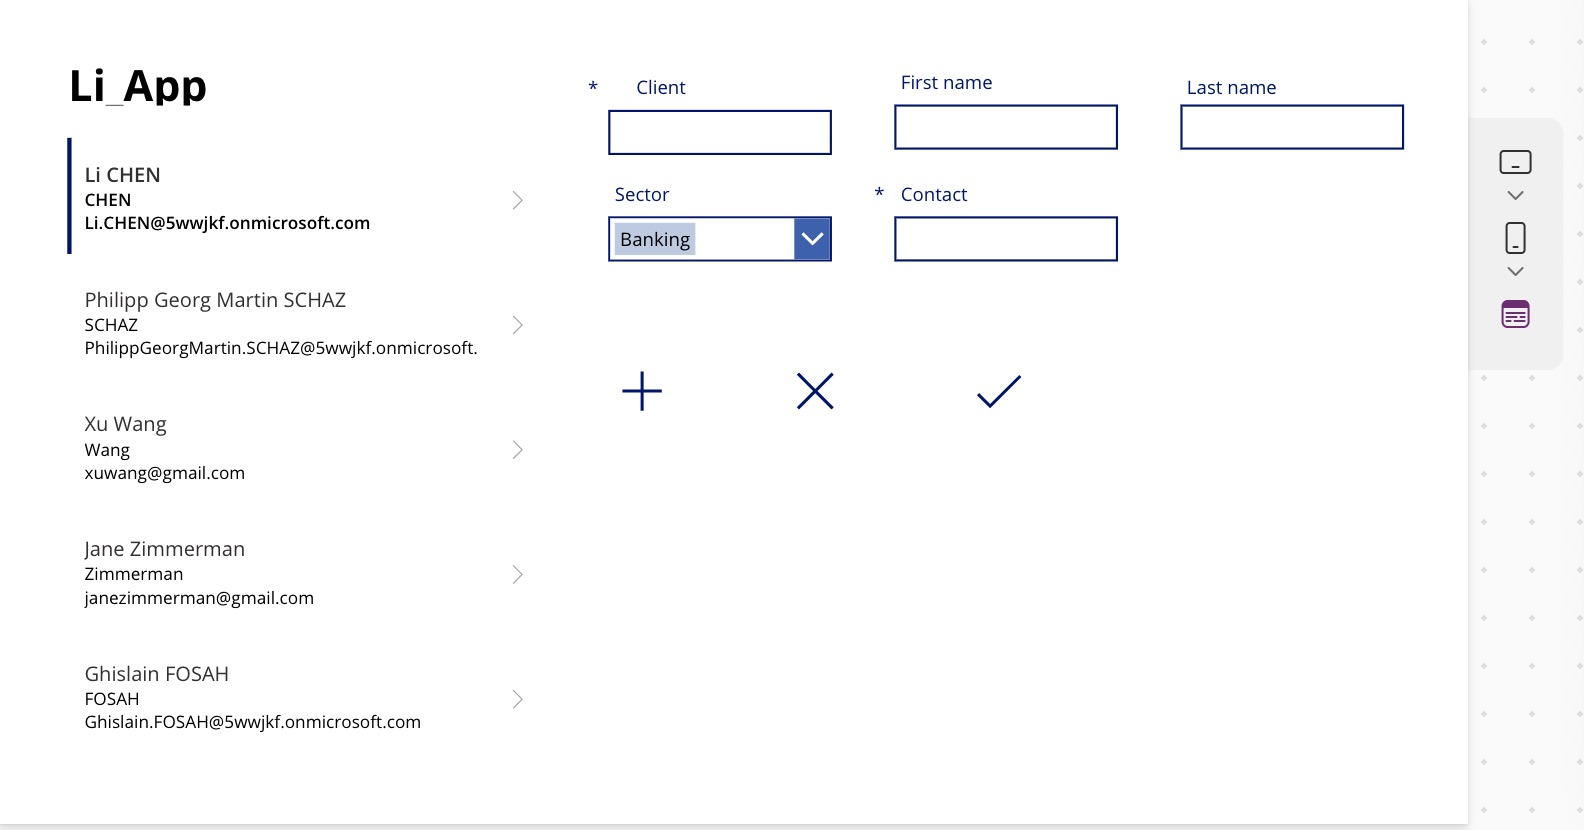 Li_App
Li CHEN
CHEN
Li.CHEN@5wwjkf.onmicrosoft.com
Philipp Georg Martin SCHAZ
SCHAZ
PhilippGeorgMartin.SCHAZ@5wwjkf.onmicrosoft.
Xu Wang
Wang
xuwang@gmail.com
Jane Zimmerman
Zimmerman
janezimmerman@gmail.com
Ghislain FOSAH
FOSAH
Ghislain.FOSAH@5wwjkf.onmicrosoft.com
* Client
First name
Last name
Sector
* Contact
Banking